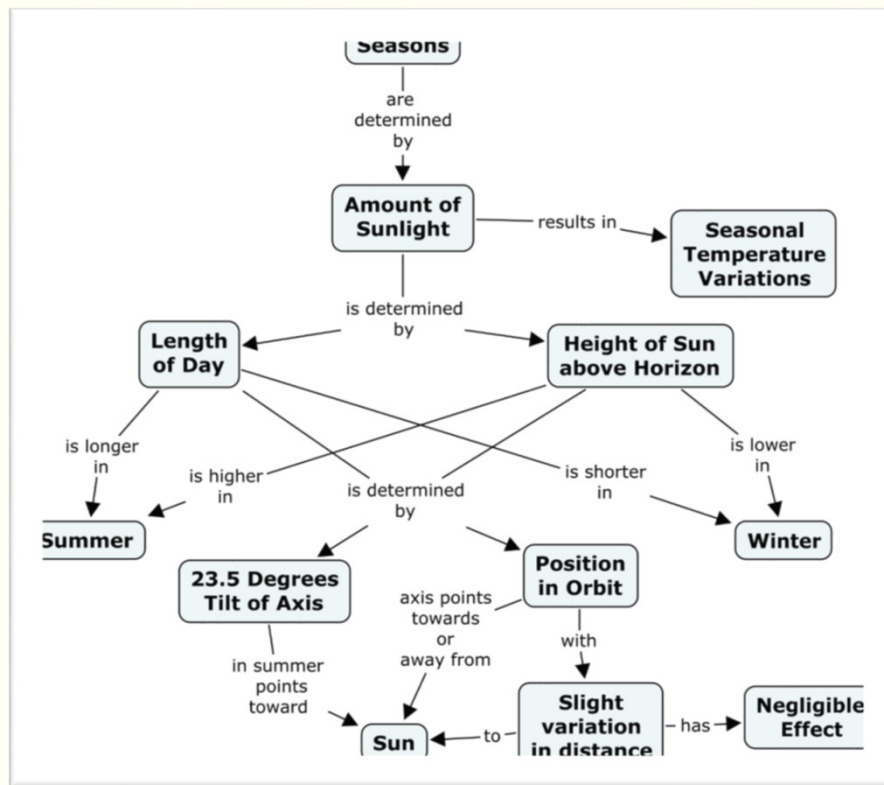 Seasons
are
determined
by
Amount of
Sunlight
results in
Seasonal
Temperature
Variations
is determined
by
Length
of Day
Height of Sun
above Horizon
is longer
in
is higher
in
is determined
by
is shorter
in
is lower
in
Summer
Winter
23.5 Degrees
Tilt of Axis
Position
in Orbit
axis points
towards
or
away from
with
in summer
points
toward
Slight
variation
in distance
Negligible
Effect
has
to
Sun